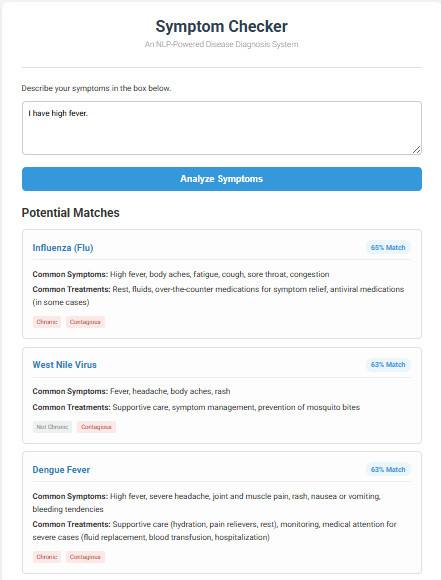 Symptom Checker
An NLP-Powered Disease Diagnosis System
Describe your symptoms in the box below.
I have high fever.
Analyze Symptoms
Potential Matches
Influenza (Flu)
65% Match
Common Symptoms: High fever, body aches, fatigue, cough, sore throat, congestion
Common Treatments: Rest, fluids, over-the-counter medications for symptom relief, antiviral medications
(in some cases)
Chronic
Contagious
West Nile Virus
63% Match
Common Symptoms: Fever, headache, body aches, rash
Common Treatments: Supportive care, symptom management, prevention of mosquito bites
Not Chronic
Contagious
Dengue Fever
63% Match
Common Symptoms: High fever, severe headache, joint and muscle pain, rash, nausea or vomiting,
bleeding tendencies
Common Treatments: Supportive care (hydration, pain relievers, rest), monitoring, medical attention for
severe cases (fluid replacement, blood transfusion, hospitalization)
Chronic
Contagious